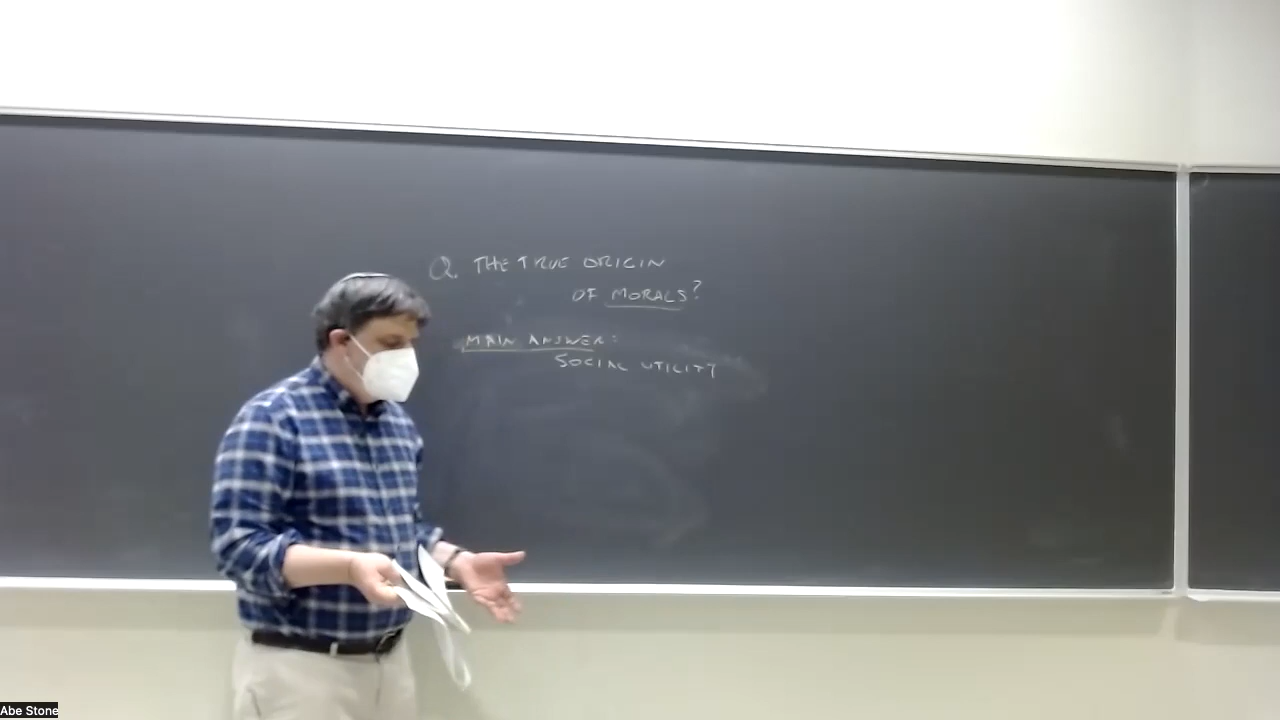 Q. THE TRUE ORIGIN
OF MORALS?
MAIN ANSWER:
SOCIAL UTILITY
Abe Stone